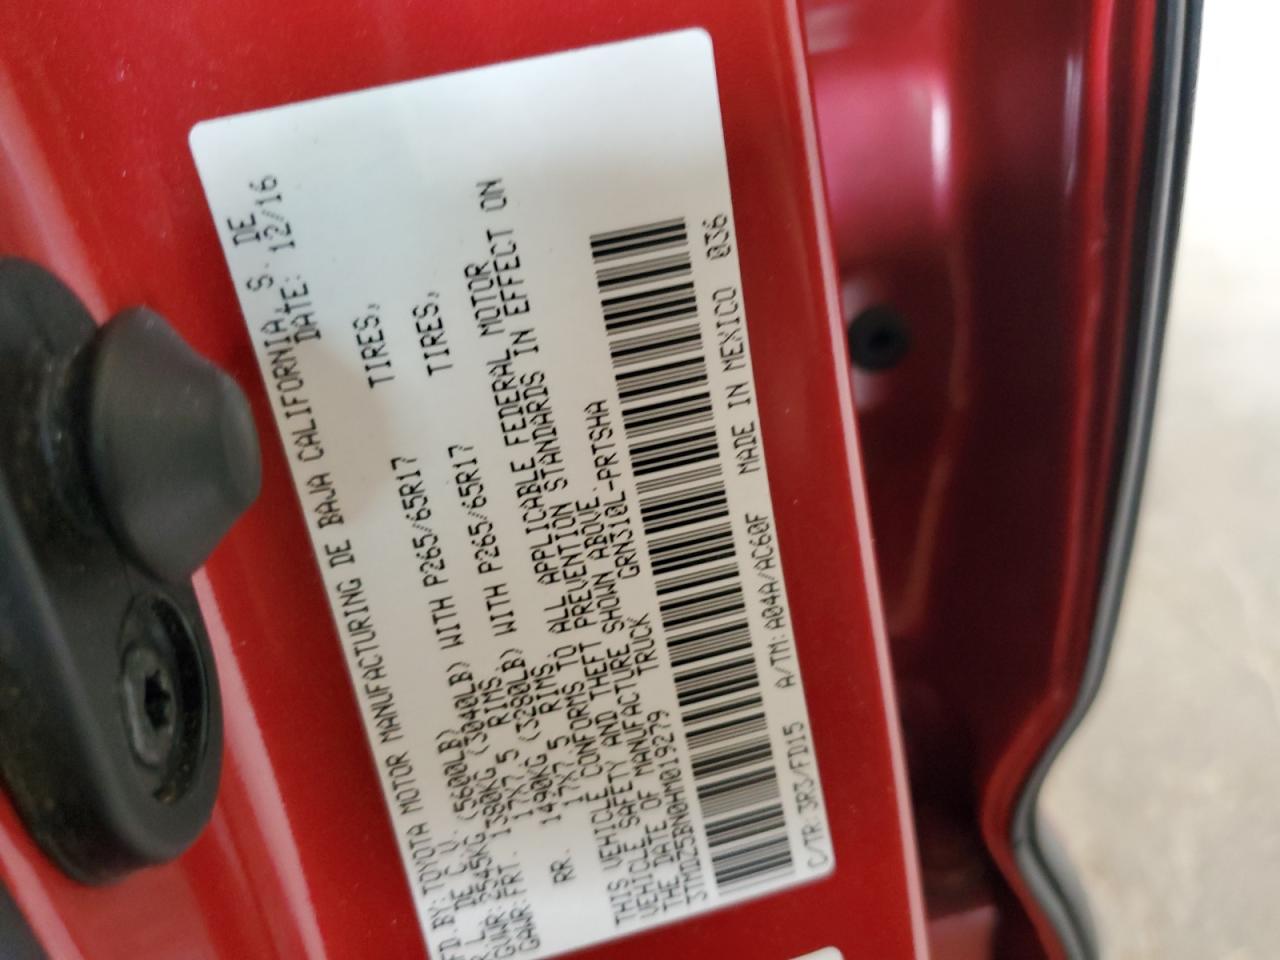 FD.BY: TOYOTA MOTOR MANUFACTURING DE BAJA CALIFORNIA, S. DE
R L. DE C.V. DATE: 12/16
GVWR: 2545KG (5600LB)
GAWR: FRT. 1380KG (3040LB) WITH P265/65R17 TIRES,
17X7.5 RIMS,
RR. 1490KG (3280LB) WITH P265/65R17 TIRES,
17X7.5 RIMS.
THIS VEHICLE CONFORMS TO ALL APPLICABLE FEDERAL MOTOR
VEHICLE SAFETY AND THEFT PREVENTION STANDARDS IN EFFECT ON
THE DATE OF MANUFACTURE SHOWN ABOVE.
3TMDZ5BN0HM019279 TRUCK GRN310L-PRTSHA
C/TR: 3R3/FD15 A/TM: A04A/AC60F MADE IN MEXICO 036